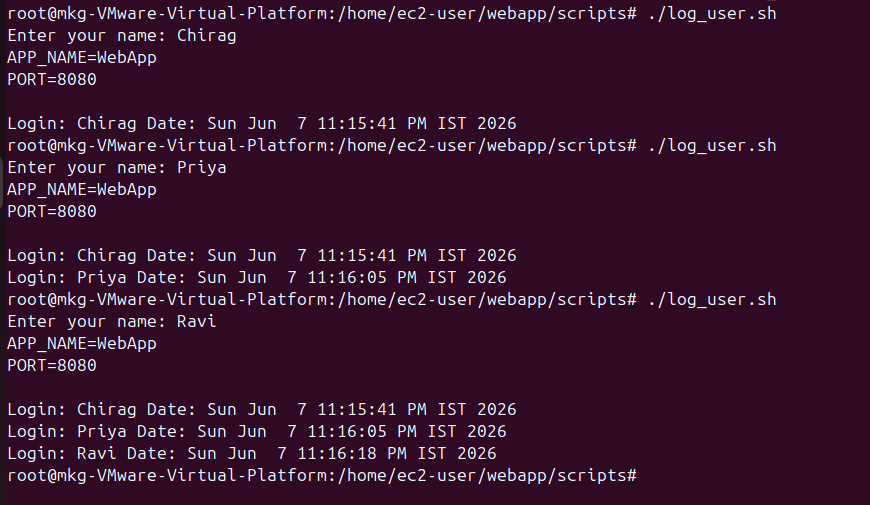 root@mkg-VMware-Virtual-Platform:/home/ec2-user/webapp/scripts# ./log_user.sh
Enter your name: Chirag
APP_NAME=WebApp
PORT=8080

Login: Chirag Date: Sun Jun  7 11:15:41 PM IST 2026
root@mkg-VMware-Virtual-Platform:/home/ec2-user/webapp/scripts# ./log_user.sh
Enter your name: Priya
APP_NAME=WebApp
PORT=8080

Login: Chirag Date: Sun Jun  7 11:15:41 PM IST 2026
Login: Priya Date: Sun Jun  7 11:16:05 PM IST 2026
root@mkg-VMware-Virtual-Platform:/home/ec2-user/webapp/scripts# ./log_user.sh
Enter your name: Ravi
APP_NAME=WebApp
PORT=8080

Login: Chirag Date: Sun Jun  7 11:15:41 PM IST 2026
Login: Priya Date: Sun Jun  7 11:16:05 PM IST 2026
Login: Ravi Date: Sun Jun  7 11:16:18 PM IST 2026
root@mkg-VMware-Virtual-Platform:/home/ec2-user/webapp/scripts#